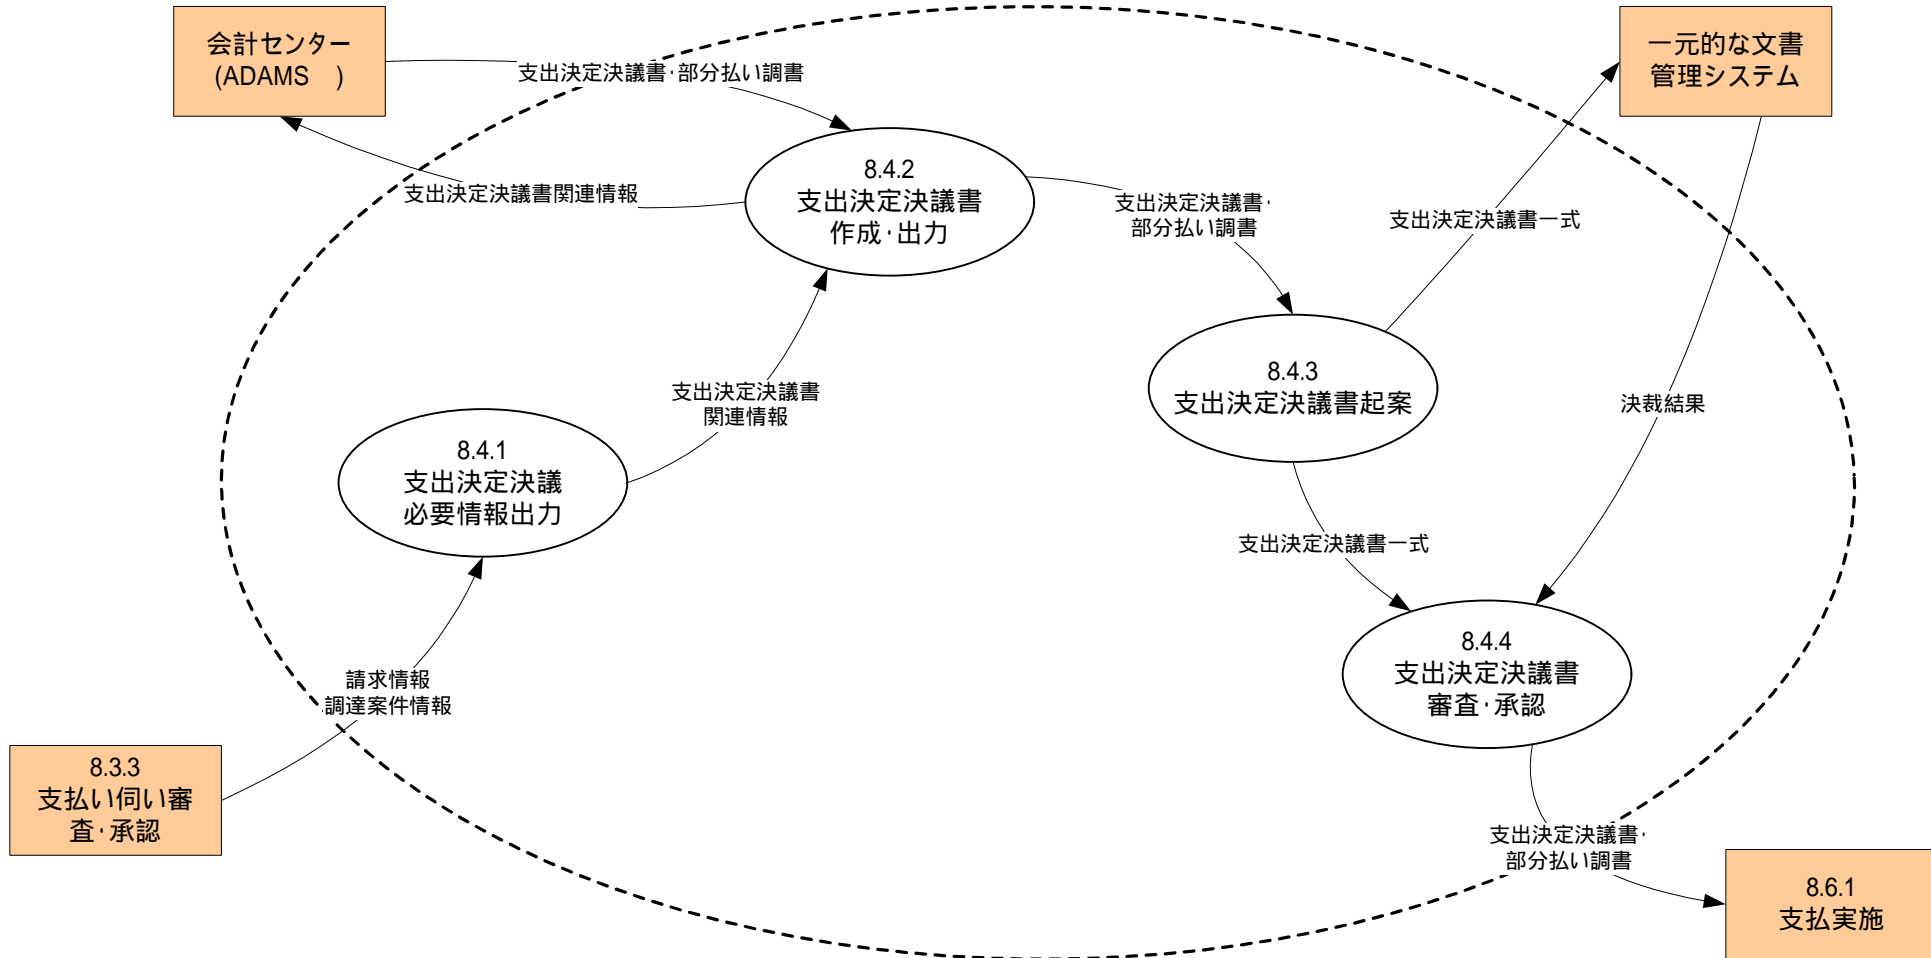 会計センター
(ADAMS )
支出決定決議書・部分払い調書
支出決定決議書関連情報
一元的な文書
管理システム
8.4.2
支出決定決議書
作成・出力
支出決定決議書・
部分払い調書
支出決定決議書一式
8.4.3
支出決定決議書起案
決裁結果
支出決定決議書
関連情報
8.4.1
支出決定決議
必要情報出力
支出決定決議書一式
8.4.4
支出決定決議書
審査・承認
請求情報
調達案件情報
8.3.3
支払い伺い審
査・承認
支出決定決議書・
部分払い調書
8.6.1
支払実施